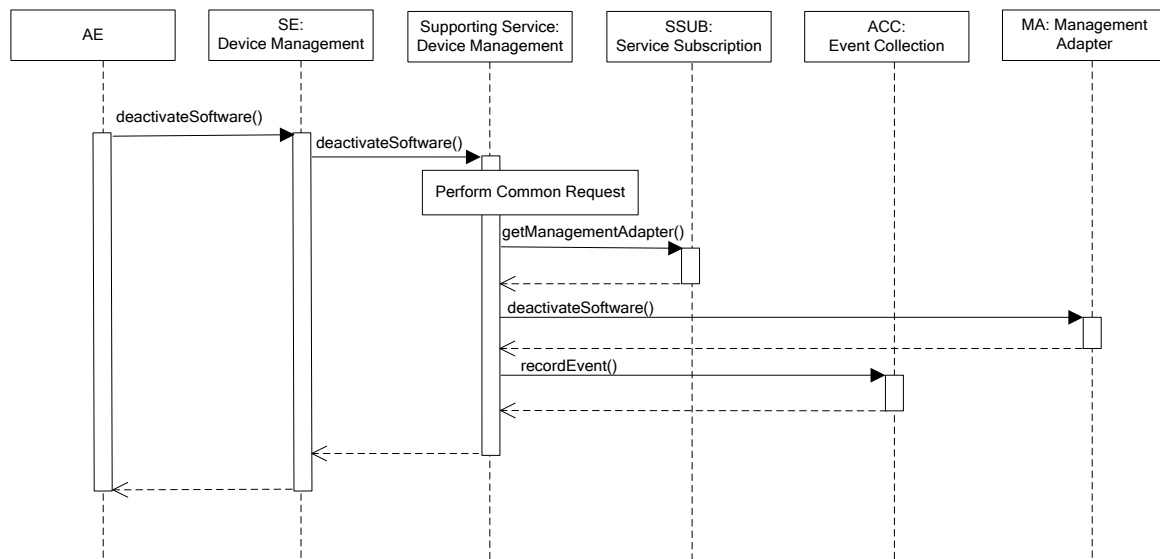 AE
SE:
Device Management
Supporting Service:
Device Management
SSUB:
Service Subscription
ACC:
Event Collection
MA: Management
Adapter
deactivateSoftware()
deactivateSoftware()
Perform Common Request
getManagementAdapter()
deactivateSoftware()
recordEvent()